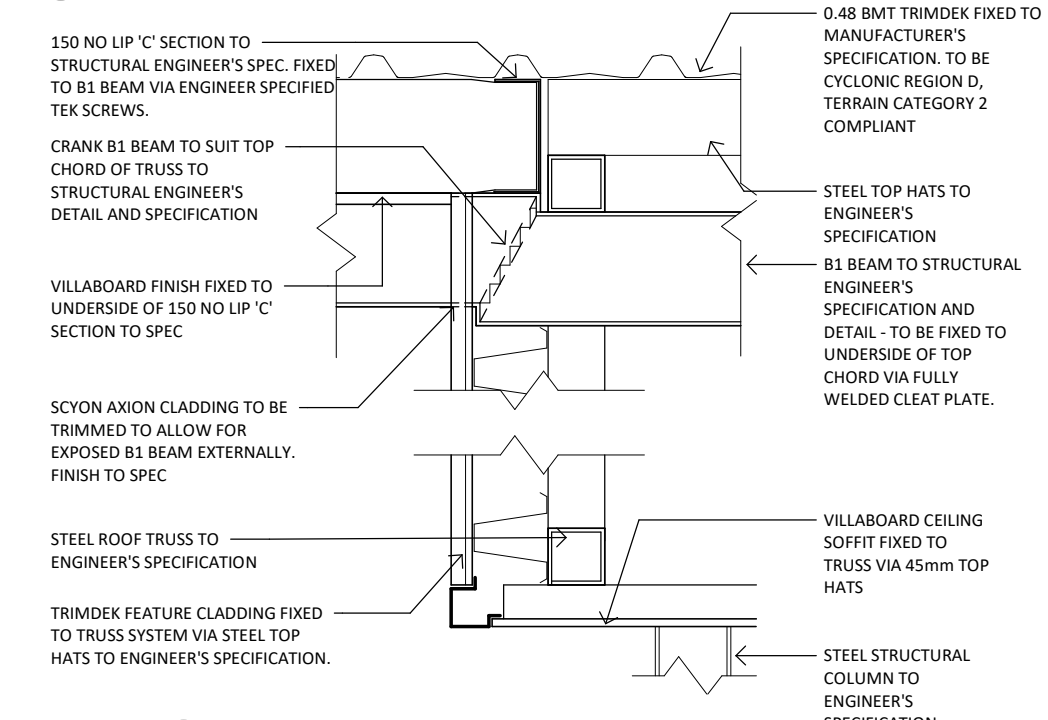 150 NO LIP 'C' SECTION TO
STRUCTURAL ENGINEER'S SPEC. FIXED
TO B1 BEAM VIA ENGINEER SPECIFIED
TEK SCREWS.
CRANK B1 BEAM TO SUIT TOP
CHORD OF TRUSS TO
STRUCTURAL ENGINEER'S
DETAIL AND SPECIFICATION
VILLABOARD FINISH FIXED TO
UNDERSIDE OF 150 NO LIP 'C'
SECTION TO SPEC
SCYON AXION CLADDING TO BE
TRIMMED TO ALLOW FOR
EXPOSED B1 BEAM EXTERNALLY.
FINISH TO SPEC
STEEL ROOF TRUSS TO
ENGINEER'S SPECIFICATION
TRIMDEK FEATURE CLADDING FIXED
TO TRUSS SYSTEM VIA STEEL TOP
HATS TO ENGINEER'S SPECIFICATION.
0.48 BMT TRIMDEK FIXED TO
MANUFACTURER'S
SPECIFICATION. TO BE
CYCLONIC REGION D,
TERRAIN CATEGORY 2
COMPLIANT
STEEL TOP HATS TO
ENGINEER'S
SPECIFICATION
B1 BEAM TO STRUCTURAL
ENGINEER'S
SPECIFICATION AND
DETAIL - TO BE FIXED TO
UNDERSIDE OF TOP
CHORD VIA FULLY
WELDED CLEAT PLATE.
VILLABOARD CEILING
SOFFIT FIXED TO
TRUSS VIA 45mm TOP
HATS
STEEL STRUCTURAL
COLUMN TO
ENGINEER'S
SPECIFICATION